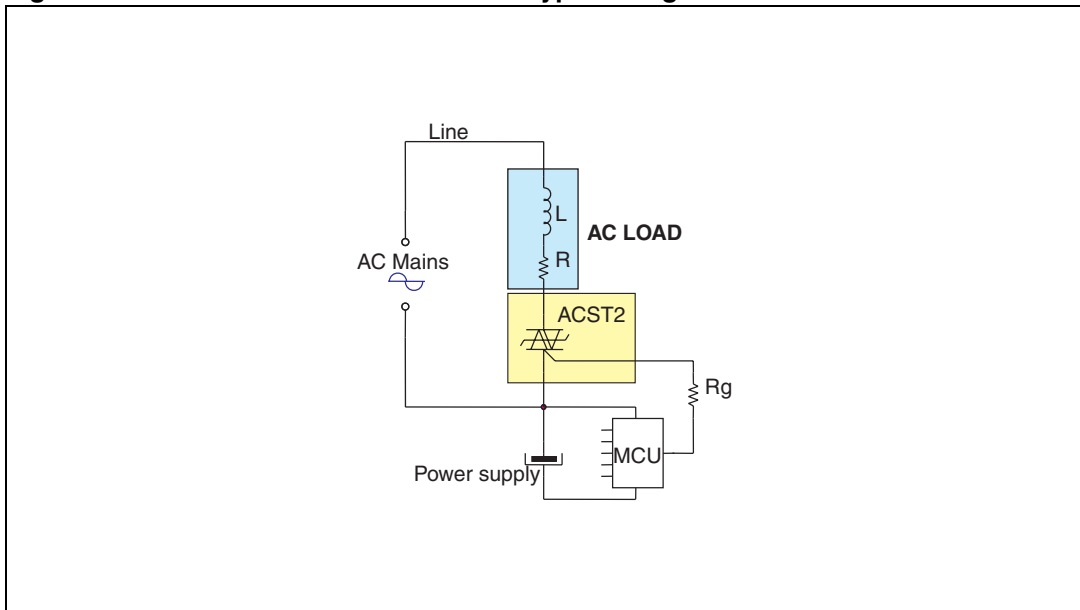 Line
L
AC LOAD
R
AC Mains
ACST2
Rg
MCU
Power supply